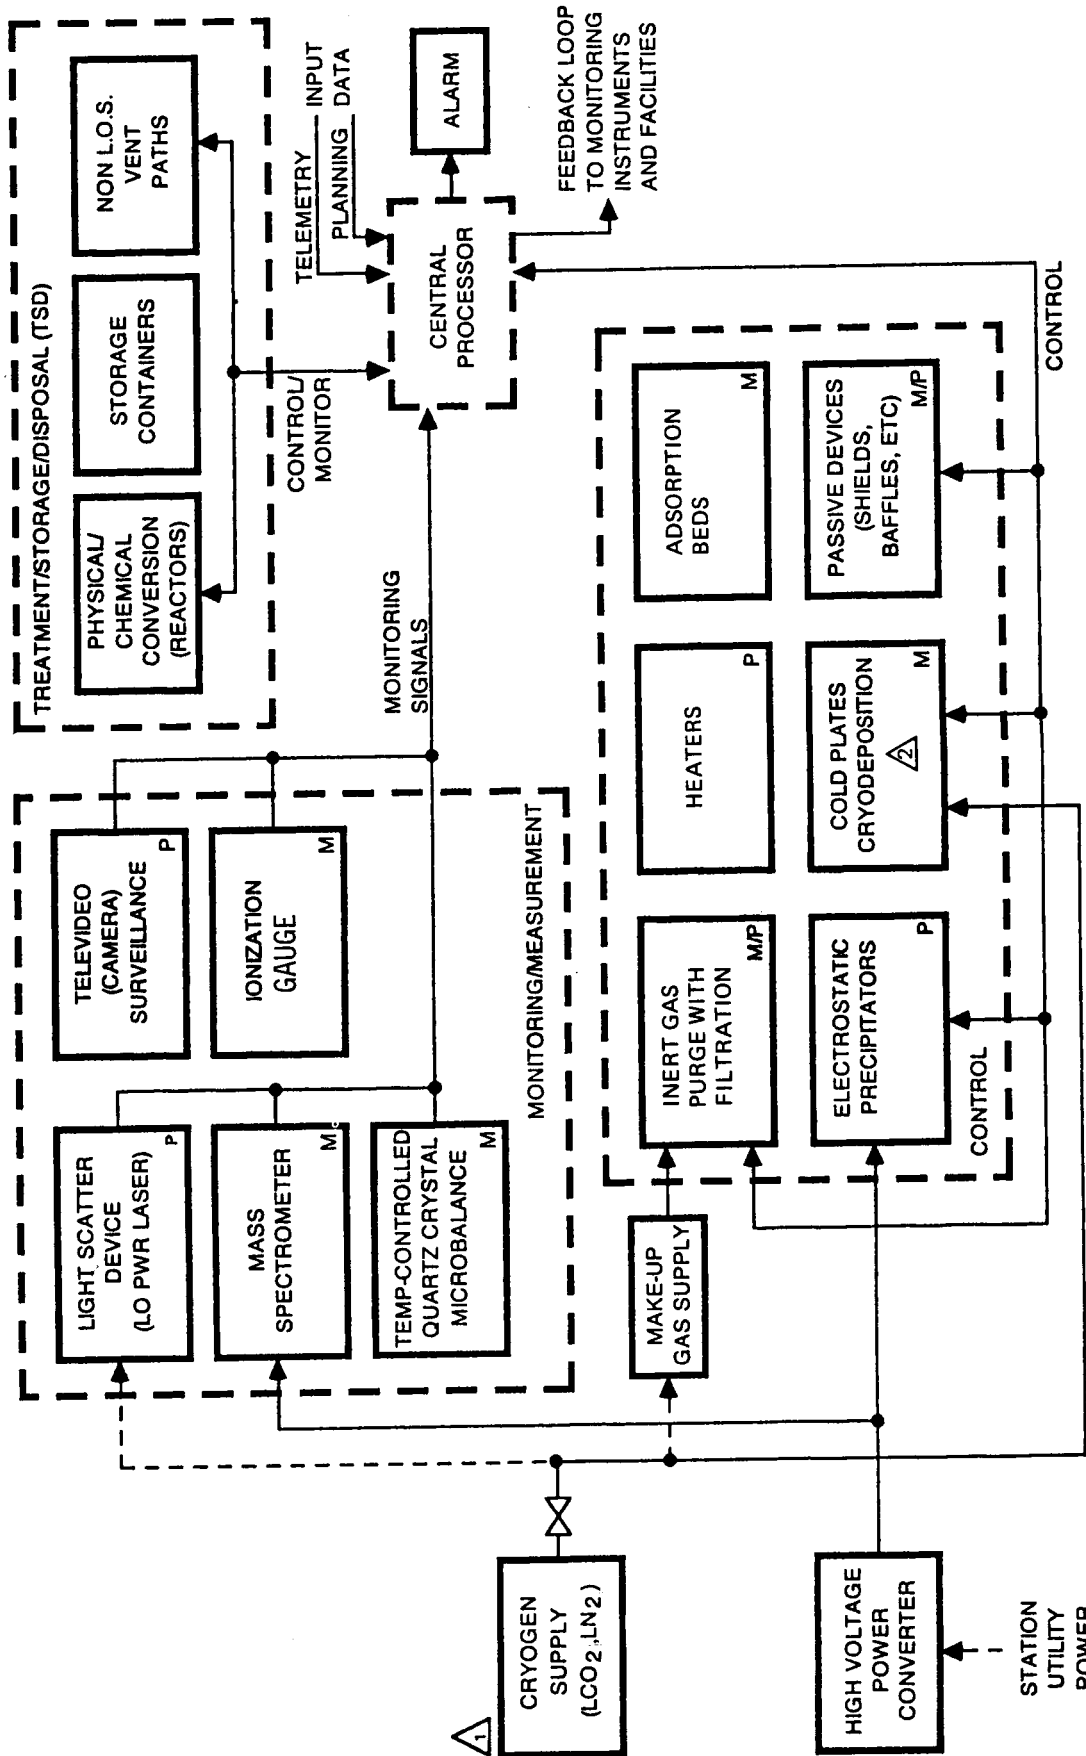 TREATMENT/STORAGE/DISPOSAL (TSD)
PHYSICAL/
CHEMICAL
CONVERSION
(REACTORS)
STORAGE
CONTAINERS
NON L.O.S.
VENT
PATHS
CONTROL/
MONITOR
TELEMETRY INPUT
PLANNING DATA
CENTRAL
PROCESSOR
ALARM
FEEDBACK LOOP
TO MONITORING
INSTRUMENTS
AND FACILITIES
MONITORING
SIGNALS
LIGHT SCATTER
DEVICE
(LO PWR LASER)
P
TELEVIDEO
(CAMERA)
SURVEILLANCE
P
MASS
SPECTROMETER
M
IONIZATION
GAUGE
M
TEMP-CONTROLLED
QUARTZ CRYSTAL
MICROBALANCE
M
MONITORING/MEASUREMENT
1
CRYOGEN
SUPPLY
(LCO2,LN2)
MAKE-UP
GAS SUPPLY
INERT GAS
PURGE WITH
FILTRATION
M/P
HEATERS
P
ADSORPTION
BEDS
M
ELECTROSTATIC
PRECIPITATORS
P
COLD PLATES
CRYODEPOSITION
2
M
PASSIVE DEVICES
(SHIELDS,
BAFFLES, ETC)
M/P
CONTROL
CONTROL
HIGH VOLTAGE
POWER
CONVERTER
STATION
UTILITY
POWER